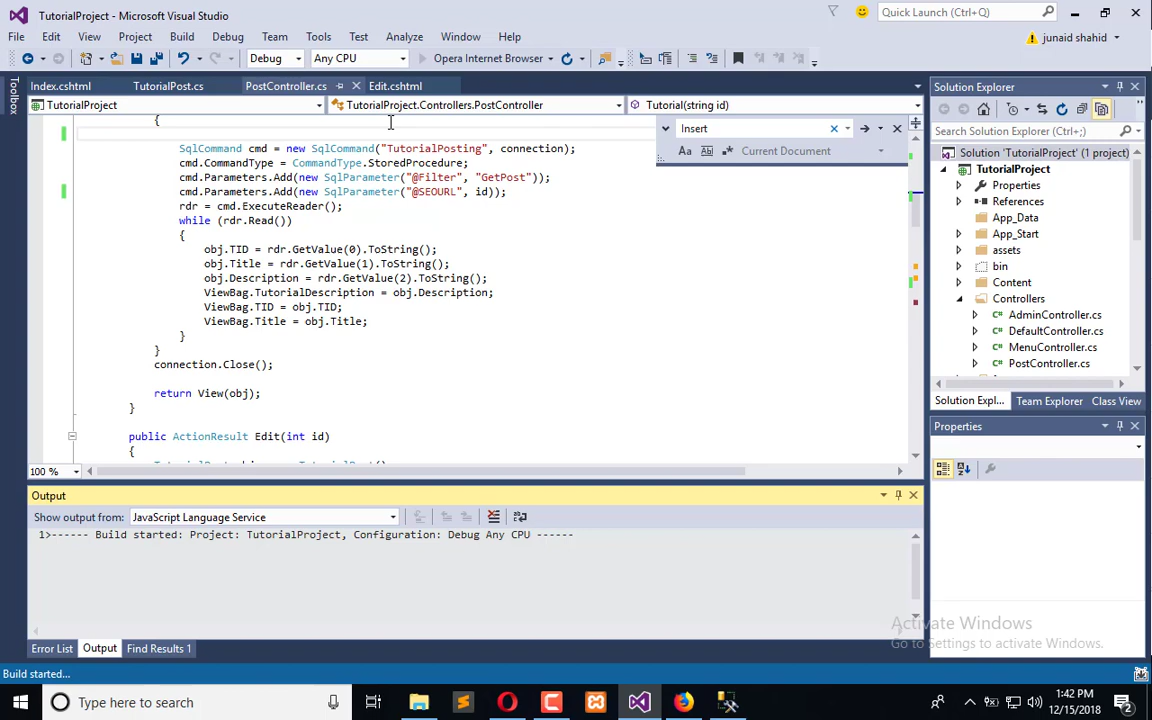 TutorialProject - Microsoft Visual Studio
Quick Launch (Ctrl+Q)
File Edit View Project Build Debug Team Tools Test Analyze Window Help
junaid shahid
Debug Any CPU Opera Internet Browser
Toolbox
Index.cshtml TutorialPost.cs PostController.cs Edit.cshtml
TutorialProject TutorialProject.Controllers.PostController Tutorial(string id)
Insert
Aa Current Document
{
SqlCommand cmd = new SqlCommand("TutorialPosting", connection);
cmd.CommandType = CommandType.StoredProcedure;
cmd.Parameters.Add(new SqlParameter("@Filter", "GetPost"));
cmd.Parameters.Add(new SqlParameter("@SEOURL", id));
rdr = cmd.ExecuteReader();
while (rdr.Read())
{
obj.TID = rdr.GetValue(0).ToString();
obj.Title = rdr.GetValue(1).ToString();
obj.Description = rdr.GetValue(2).ToString();
ViewBag.TutorialDescription = obj.Description;
ViewBag.TID = obj.TID;
ViewBag.Title = obj.Title;
}
}
connection.Close();
return View(obj);
}
public ActionResult Edit(int id)
{
100 %
Solution Explorer
Search Solution Explorer (Ctrl+;)
Solution 'TutorialProject' (1 project)
TutorialProject
Properties
References
App_Data
App_Start
assets
bin
Content
Controllers
AdminController.cs
DefaultController.cs
MenuController.cs
PostController.cs
Solution Expl... Team Explorer Class View
Properties
Output
Show output from: JavaScript Language Service
1>------ Build started: Project: TutorialProject, Configuration: Debug Any CPU ------
Error List Output Find Results 1
Activate Windows
Go to Settings to activate Windows.
Build started...
Type here to search
1:42 PM
12/15/2018
2